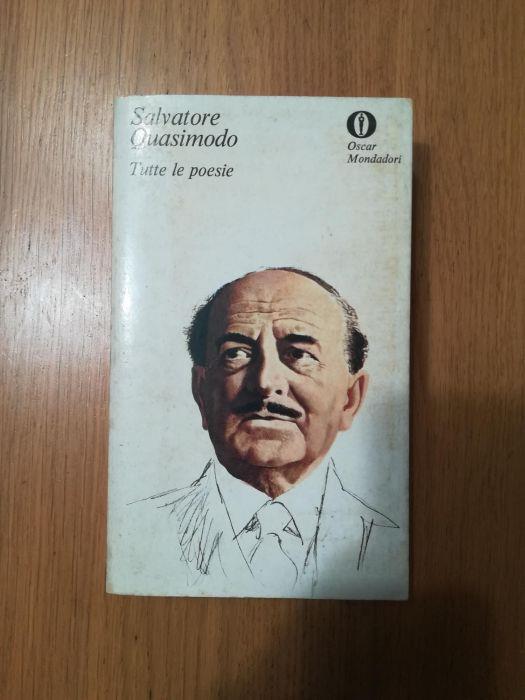 Salvatore
Quasimodo
Tutte le poesie
Oscar
Mondadori